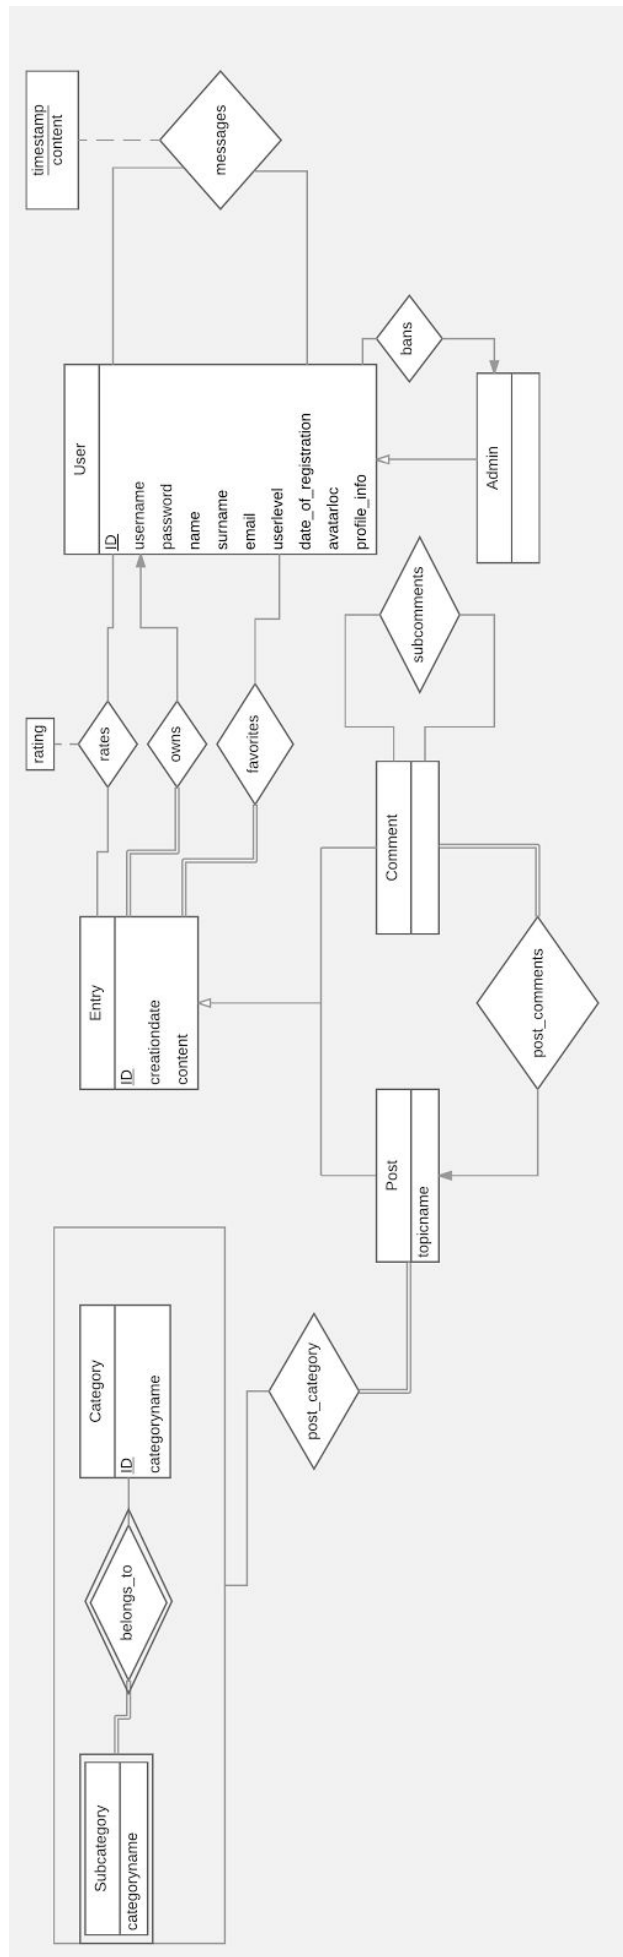 Subcategory
categoryname
belongs_to
Category
ID
categoryname
post_category
Entry
ID
creationdate
content
rating
rates
owns
favorites
User
ID
username
password
name
surname
email
userlevel
date_of_registration
avatarloc
profile_info
timestamp
content
messages
bans
Admin
Post
topicname
post_comments
Comment
subcomments